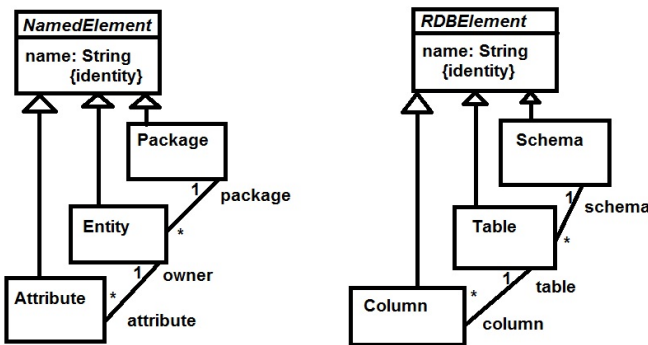 NamedElement
name: String
{identity}
Package
1
package
*
Entity
1
owner
*
Attribute
attribute
RDBElement
name: String
{identity}
Schema
1
schema
*
Table
1
table
*
Column
column